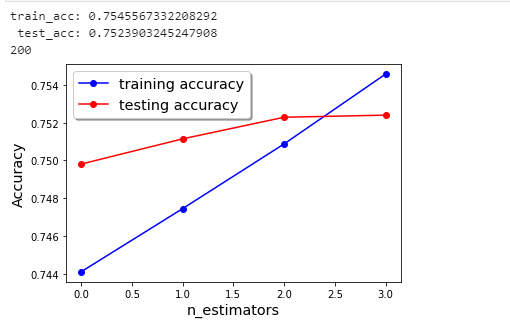 train_acc: 0.7545567332208292
test_acc: 0.7523903245247908
200
training accuracy
testing accuracy
0.754
0.752
0.750
0.748
0.746
0.744
Accuracy
0.0 0.5 1.0 1.5 2.0 2.5 3.0
n_estimators